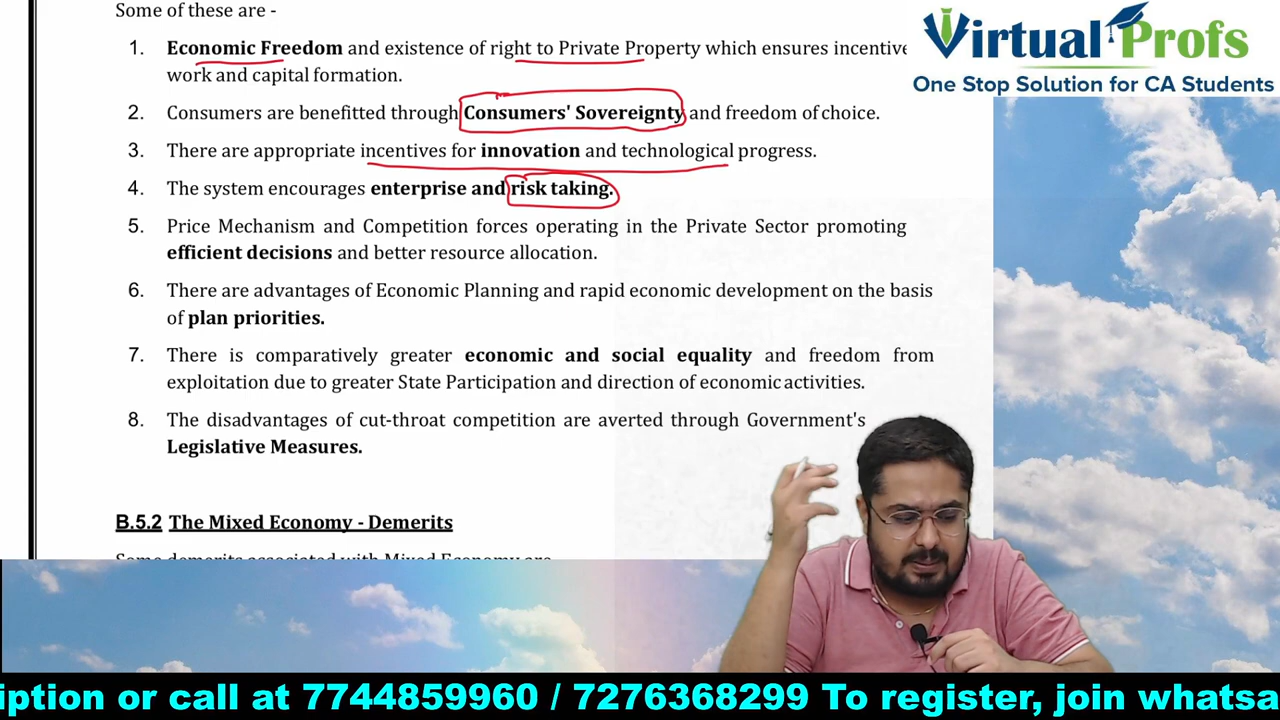 Some of these are -
1. Economic Freedom and existence of right to Private Property which ensures incentive
work and capital formation.
2. Consumers are benefitted through Consumers' Sovereignty and freedom of choice.
3. There are appropriate incentives for innovation and technological progress.
4. The system encourages enterprise and risk taking.
5. Price Mechanism and Competition forces operating in the Private Sector promoting
efficient decisions and better resource allocation.
6. There are advantages of Economic Planning and rapid economic development on the basis
of plan priorities.
7. There is comparatively greater economic and social equality and freedom from
exploitation due to greater State Participation and direction of economic activities.
8. The disadvantages of cut-throat competition are averted through Government's
Legislative Measures.
B.5.2 The Mixed Economy - Demerits
Some demerits associated with Mixed Economy are
Virtual Profs
One Stop Solution for CA Students
iption or call at 7744859960 / 7276368299 To register, join whatsa